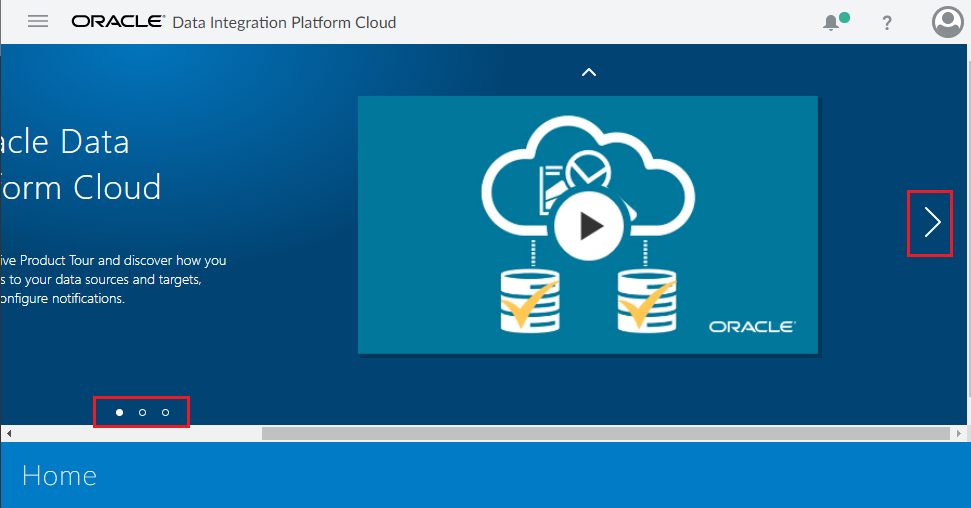 ORACLE Data Integration Platform Cloud
?
acle Data
form Cloud
ive Product Tour and discover how you
s to your data sources and targets,
onfigure notifications.
ORACLE
Home